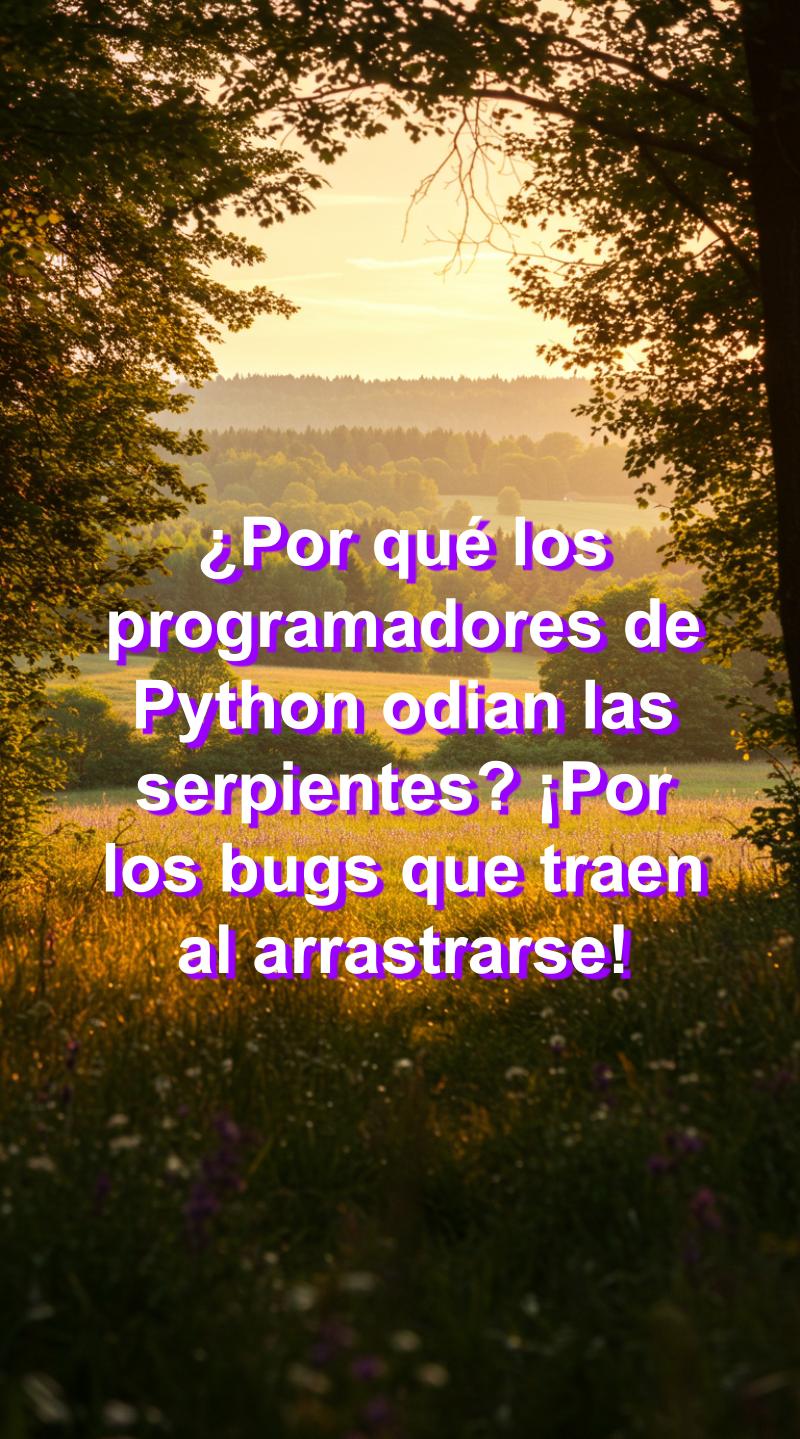 ¿Por qué los
programadores de
Python odian las
serpientes? ¡Por
los bugs que traen
al arrastrarse!